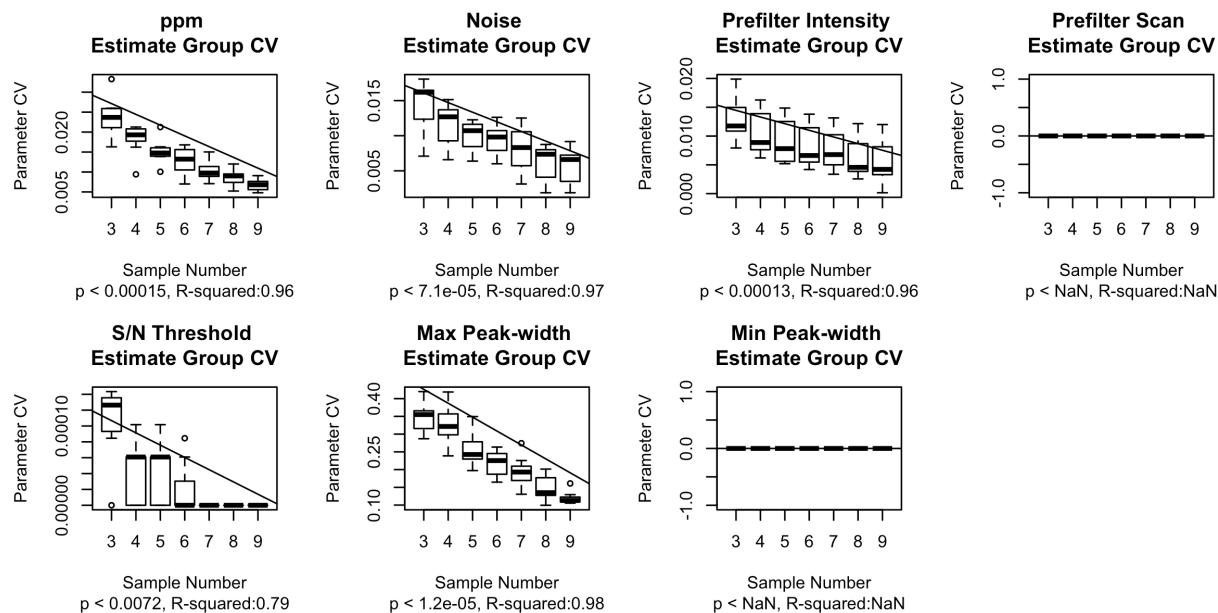 ppm
Estimate Group CV
Parameter CV
0.005
0.020
3 4 5 6 7 8 9
Sample Number
p < 0.00015, R-squared:0.96
Noise
Estimate Group CV
Parameter CV
0.005
0.015
3 4 5 6 7 8 9
Sample Number
p < 7.1e-05, R-squared:0.97
Prefilter Intensity
Estimate Group CV
Parameter CV
0.000
0.010
0.020
3 4 5 6 7 8 9
Sample Number
p < 0.00013, R-squared:0.96
Prefilter Scan
Estimate Group CV
Parameter CV
-1.0
0.0
1.0
3 4 5 6 7 8 9
Sample Number
p < NaN, R-squared:NaN
S/N Threshold
Estimate Group CV
Parameter CV
0.00000
0.00010
3 4 5 6 7 8 9
Sample Number
p < 0.0072, R-squared:0.79
Max Peak-width
Estimate Group CV
Parameter CV
0.10
0.25
0.40
3 4 5 6 7 8 9
Sample Number
p < 1.2e-05, R-squared:0.98
Min Peak-width
Estimate Group CV
Parameter CV
-1.0
0.0
1.0
3 4 5 6 7 8 9
Sample Number
p < NaN, R-squared:NaN